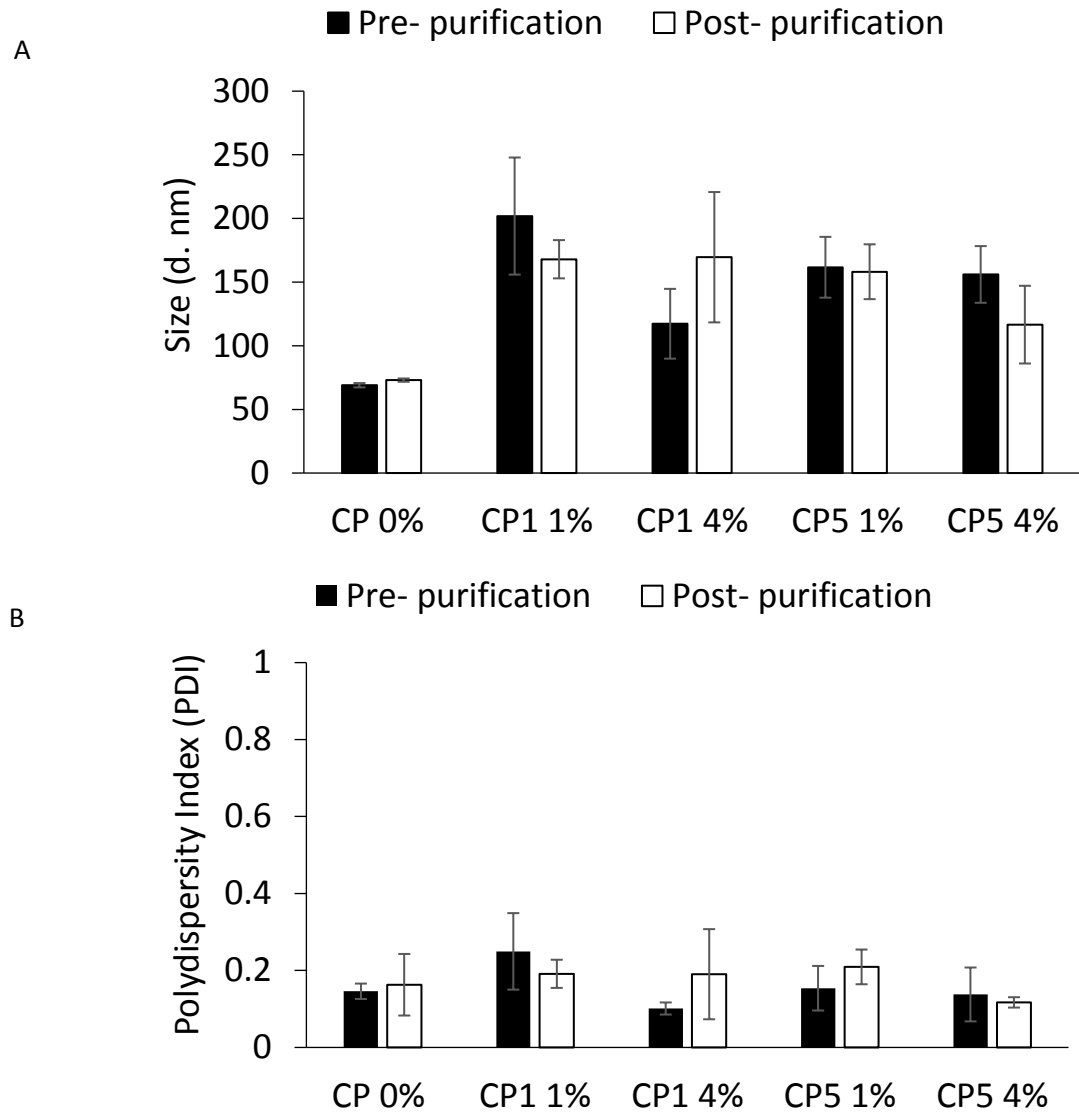 A
Pre- purification Post- purification
Size (d. nm)
300
250
200
150
100
50
0
CP 0% CP1 1% CP1 4% CP5 1% CP5 4%
B
Pre- purification Post- purification
Polydispersity Index (PDI)
1
0.8
0.6
0.4
0.2
0
CP 0% CP1 1% CP1 4% CP5 1% CP5 4%